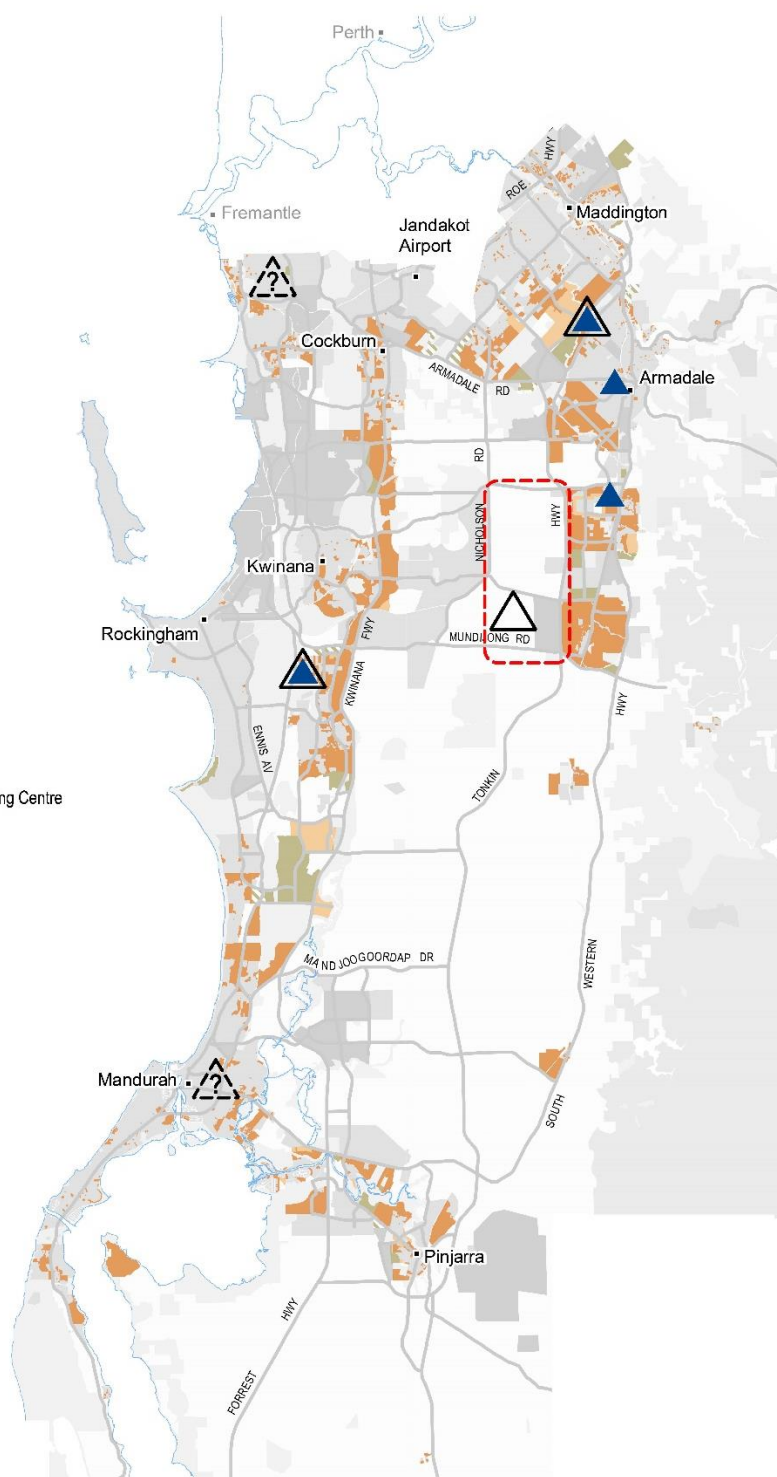 Perth
Fremantle
ROE
HWY
Maddington
Jandakot
Airport
?
Cockburn
ARMADALE
RD
Armadale
RD
NICHOLSON
HWY
Kwinana
Rockingham
MUNDIJONG RD
FWY
KWINANA
HWY
ENNIS AV
ng Centre
TONKIN
WESTERN
MANDJOOGOORDAP DR
Mandurah
?
SOUTH
Pinjarra
HWY
FORREST